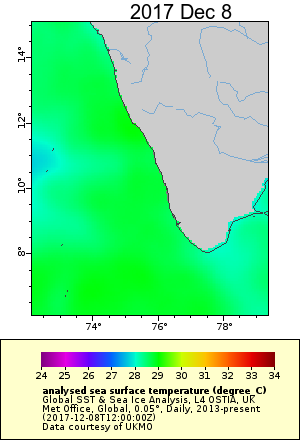 2017 Dec 8
14°
12°
10°
8°
74°
76°
78°
24 25 26 27 28 29 30 31 32 33 34
analysed sea surface temperature (degree_C)
Global SST & Sea Ice Analysis, L4 OSTIA, UK
Met Office, Global, 0.05°, Daily, 2013-present
(2017-12-08T12:00:00Z)
Data courtesy of UKMO